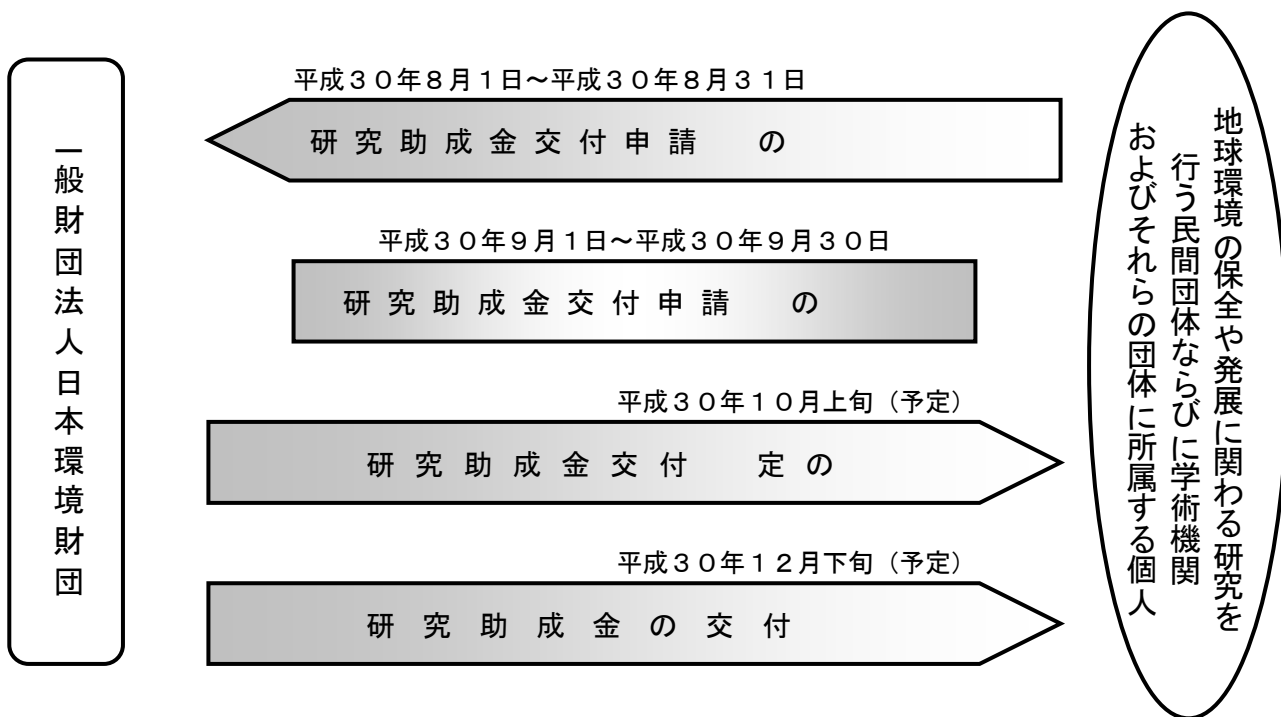 一般財団法人日本環境財団
平成３０年８月１日～平成３０年８月３１日
研究助成金交付申請　の
平成３０年９月１日～平成３０年９月３０日
研究助成金交付申請　の
平成３０年１０月上旬（予定）
研究助成金交付　定の
平成３０年１２月下旬（予定）
研究助成金の交付
地球環境の保全や発展に関わる研究を
行う民間団体ならびに学術機関
およびそれらの団体に所属する個人